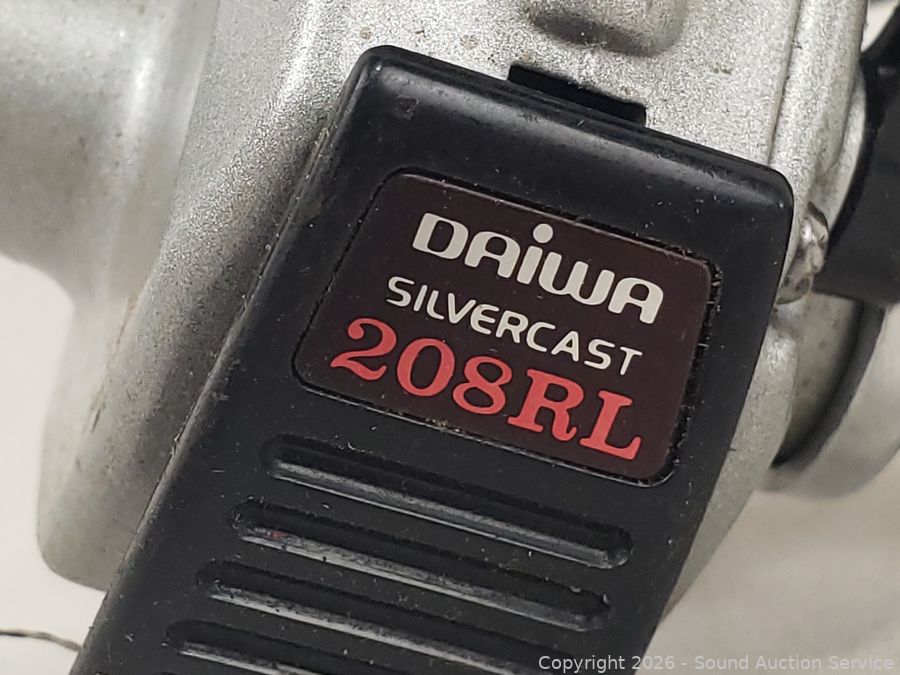 DAiWA
SILVERCAST
208RL
Copyright 2026 - Sound Auction Service